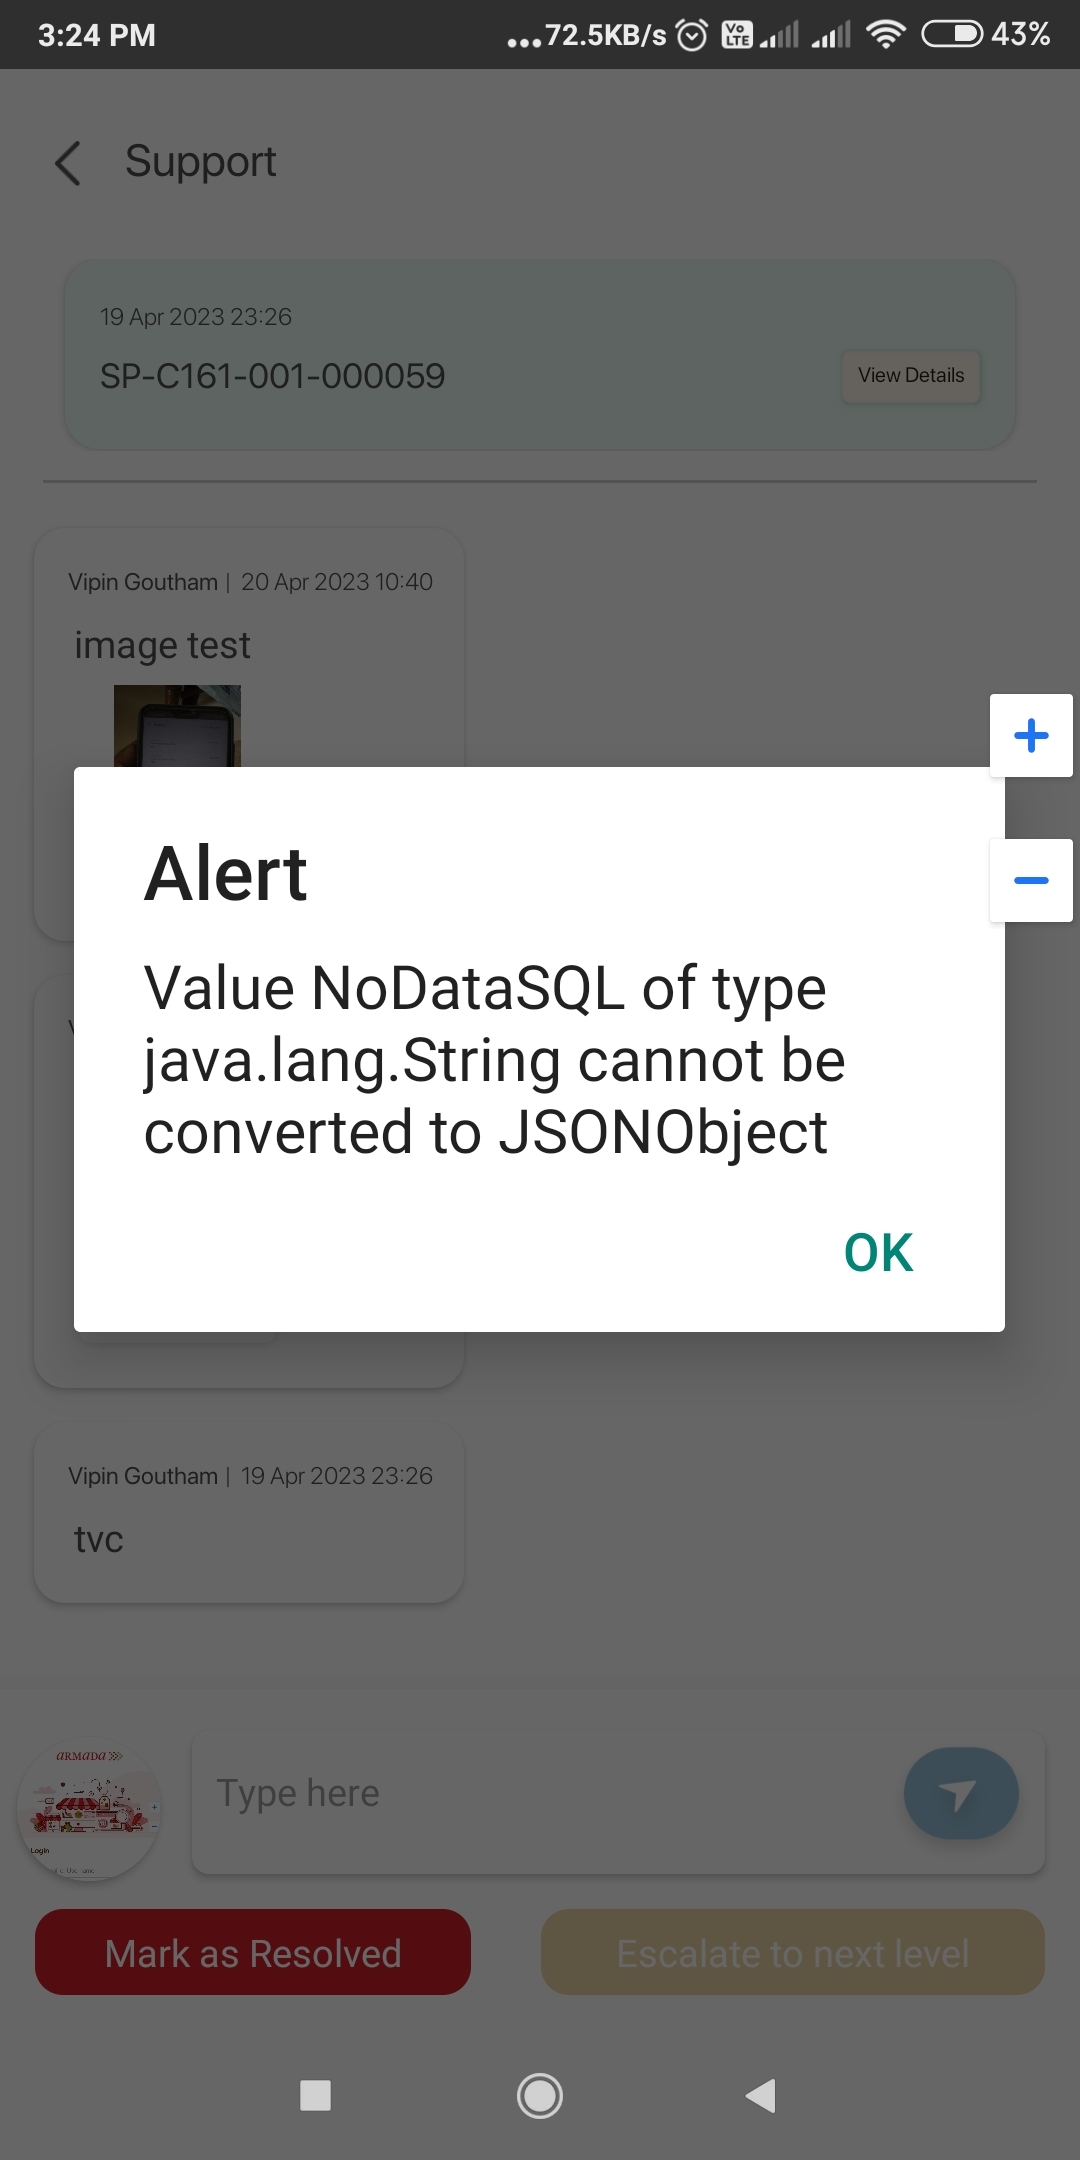 3:24 PM
...72.5KB/s
Vo
LTE
43%
Support
19 Apr 2023 23:26
SP-C161-001-000059
View Details
Vipin Goutham | 20 Apr 2023 10:40
image test
+
Alert
−
Value NoDataSQL of type
java.lang.String cannot be
converted to JSONObject
OK
Vipin Goutham | 19 Apr 2023 23:26
tvc
ARMADA
Login
Type here
Mark as Resolved
Escalate to next level